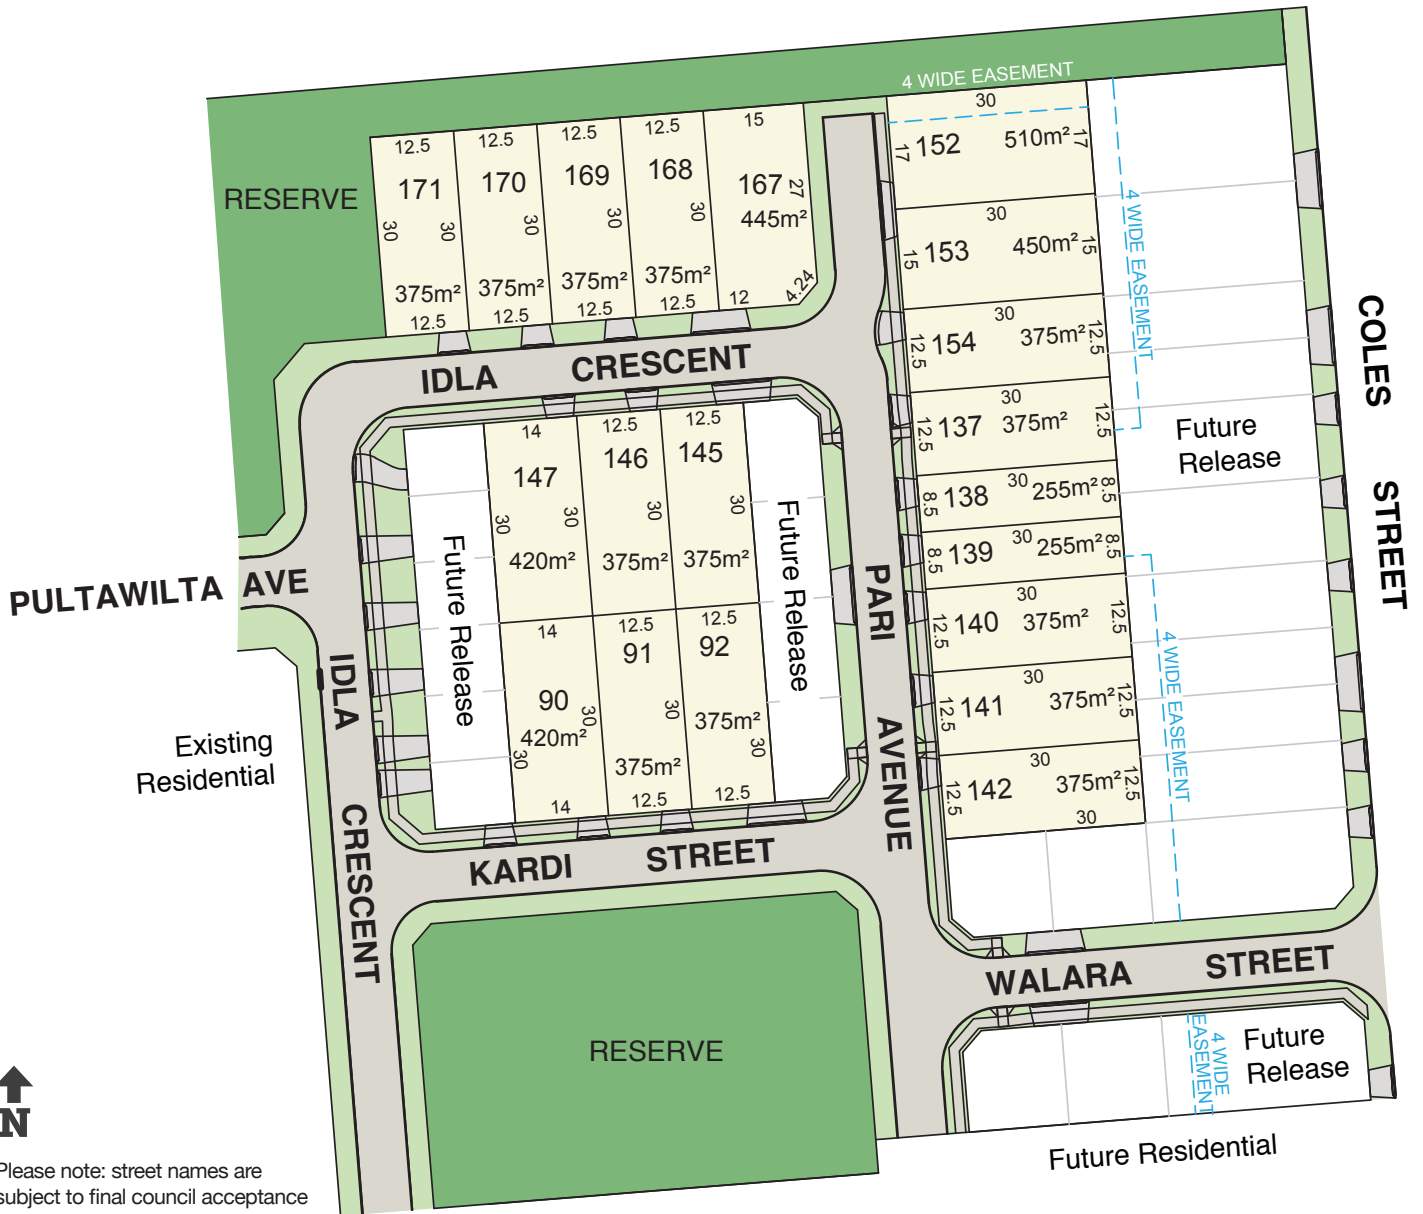 4 WIDE EASEMENT
RESERVE
12.5
171
30
30
375m²
12.5
12.5
170
30
375m²
12.5
12.5
169
30
375m²
12.5
12.5
168
30
375m²
12.5
15
167
27
445m²
12
4.24
30
152
510m²
17
17
30
153
450m²
15
15
30
154
375m²
12.5
12.5
30
137
375m²
12.5
12.5
138
30
255m²
8.5
8.5
139
30
255m²
8.5
8.5
30
140
375m²
12.5
12.5
30
141
375m²
12.5
12.5
30
142
375m²
12.5
12.5
30
4 WIDE EASEMENT
4 WIDE EASEMENT
Future
Release
COLES STREET
IDLA CRESCENT
14
147
30
30
420m²
12.5
146
30
375m²
12.5
145
30
375m²
Future Release
Future Release
14
90
30
420m²
30
14
12.5
91
30
375m²
12.5
12.5
92
375m²
30
12.5
PULTAWILTA AVE
IDLA CRESCENT
Existing
Residential
PARI AVENUE
KARDI STREET
WALARA STREET
RESERVE
4 WIDE
EASEMENT
Future
Release
Future Residential
N
Please note: street names are
subject to final council acceptance